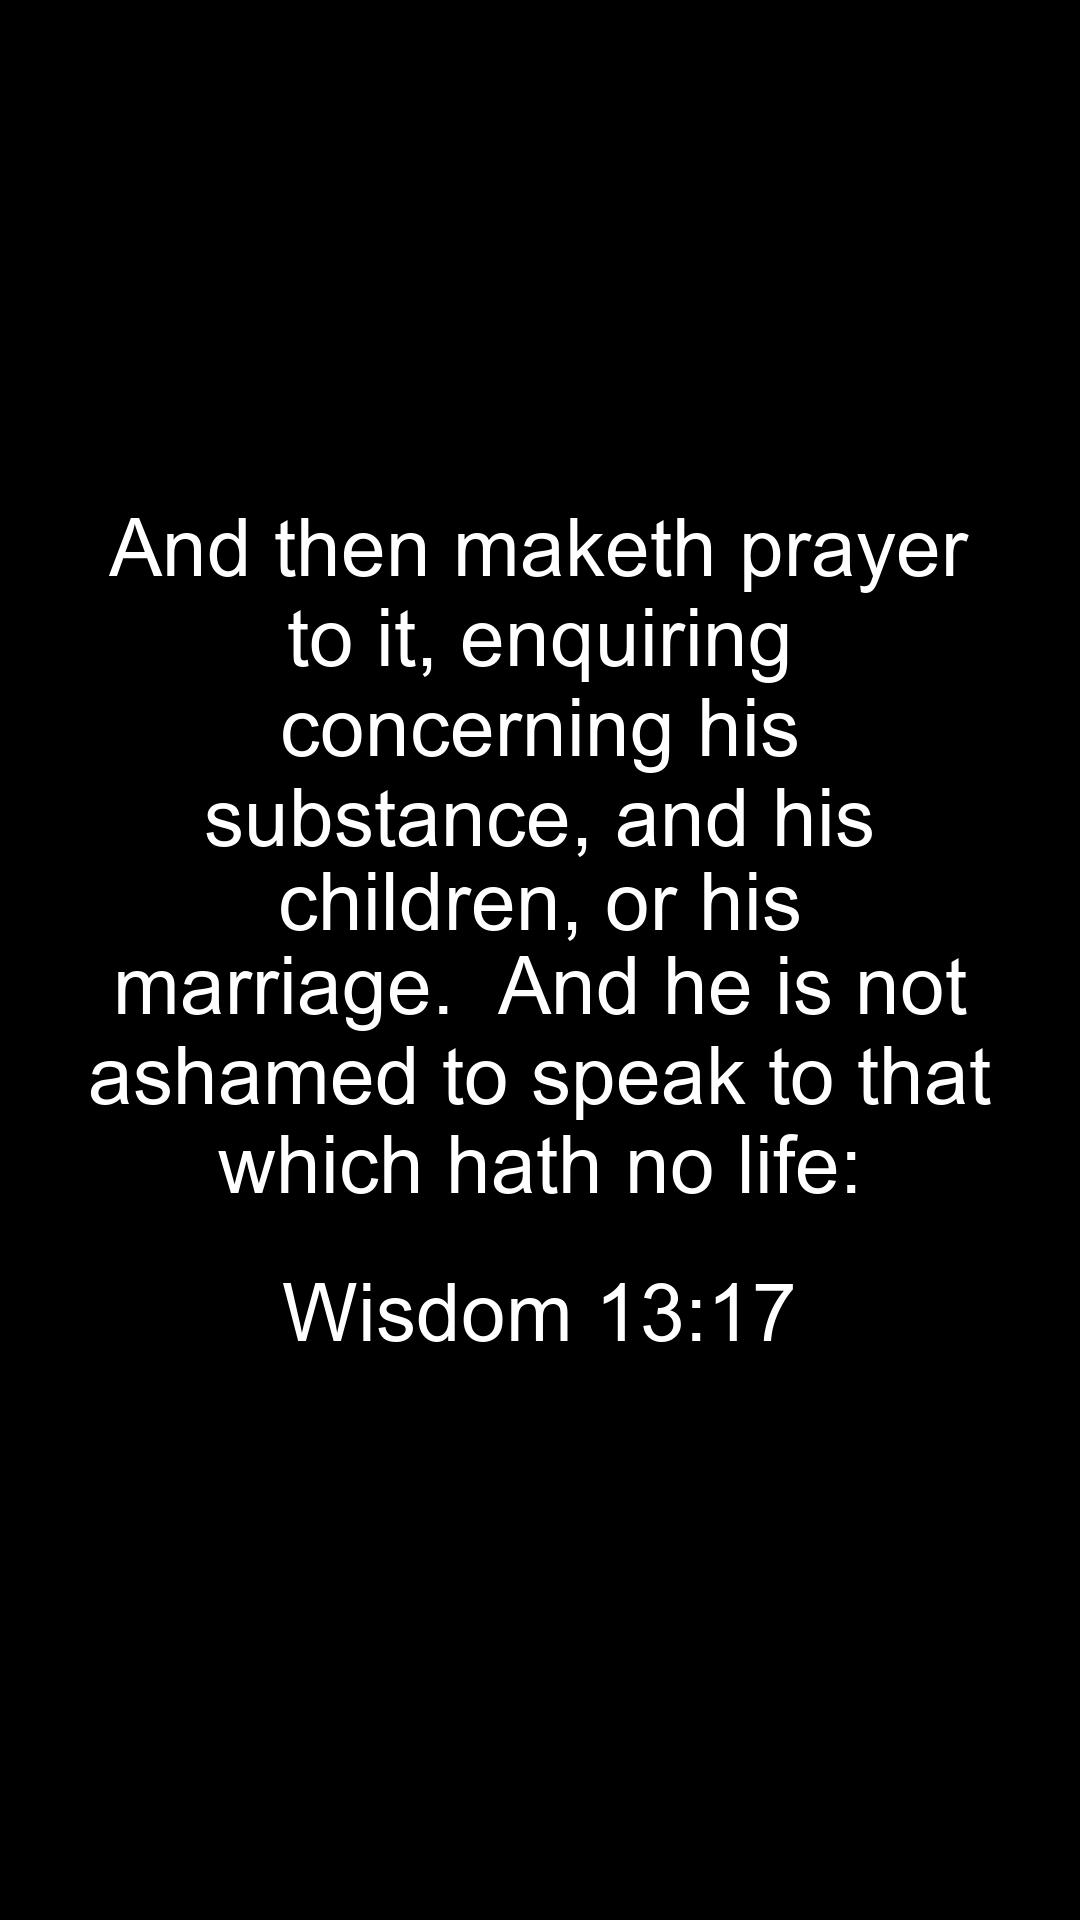 And then maketh prayer
to it, enquiring
concerning his
substance, and his
children, or his
marriage.  And he is not
ashamed to speak to that
which hath no life:
Wisdom 13:17